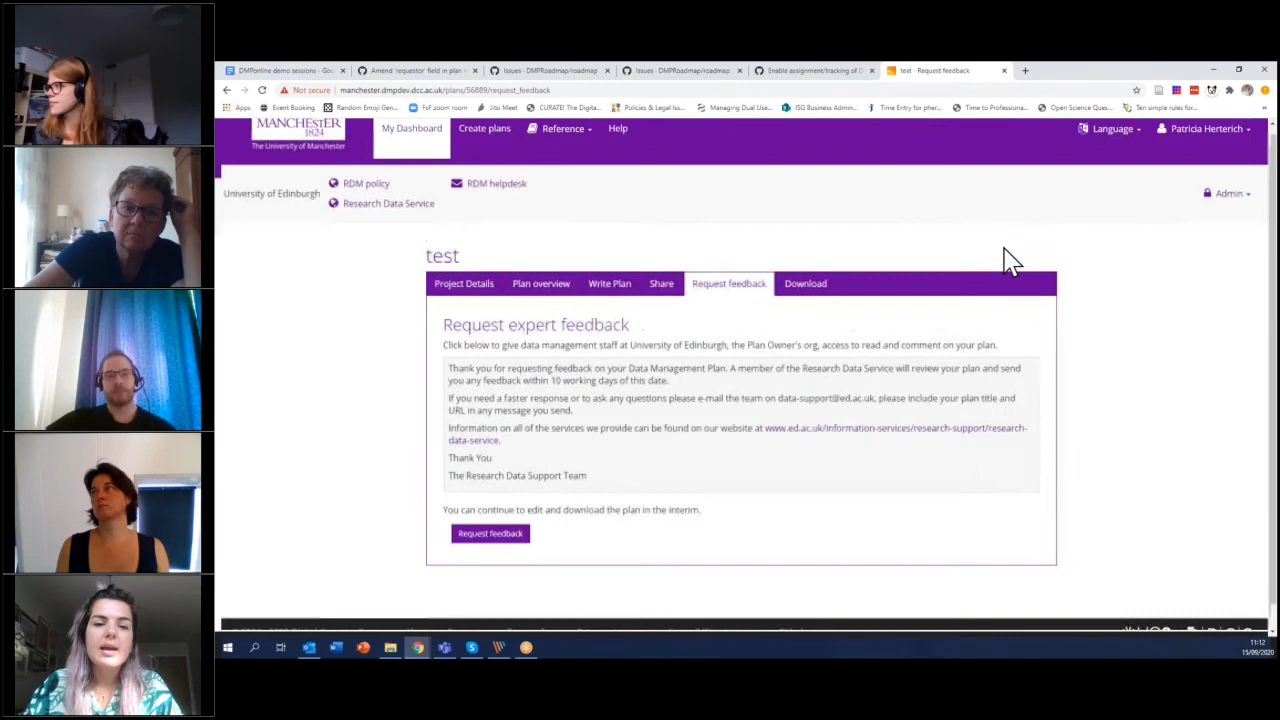 DMPonline demo sessions - Goo
Amend 'requestor' field in plan
Issues - DMPRoadmap/roadmap
Issues - DMPRoadmap/roadmap
Enable assignment/tracking of D
test - Request feedback
Not secure manchester.dmpdev.dcc.ac.uk/plans/56889/request_feedback
Apps Event Booking Random Emoji Gen... FsF zoom room Jitsi Meet CURATE! The Digita... Policies & Legal Iss... Managing Dual Use... ISG Business Admin... Time Entry for pher... Time to Professiona... Open Science Ques... Ten simple rules for...
MANCHESTER
1824
The University of Manchester
My Dashboard Create plans Reference Help Language Patricia Herterich
University of Edinburgh
RDM policy RDM helpdesk
Research Data Service
Admin
test
Project Details Plan overview Write Plan Share Request feedback Download
Request expert feedback
Click below to give data management staff at University of Edinburgh, the Plan Owner's org, access to read and comment on your plan.
Thank you for requesting feedback on your Data Management Plan. A member of the Research Data Service will review your plan and send
you any feedback within 10 working days of this date.
If you need a faster response or to ask any questions please e-mail the team on data-support@ed.ac.uk, please include your plan title and
URL in any message you send.
Information on all of the services we provide can be found on our website at www.ed.ac.uk/information-services/research-support/research-
data-service.
Thank You
The Research Data Support Team
You can continue to edit and download the plan in the interim.
Request feedback
11:12
15/09/2020